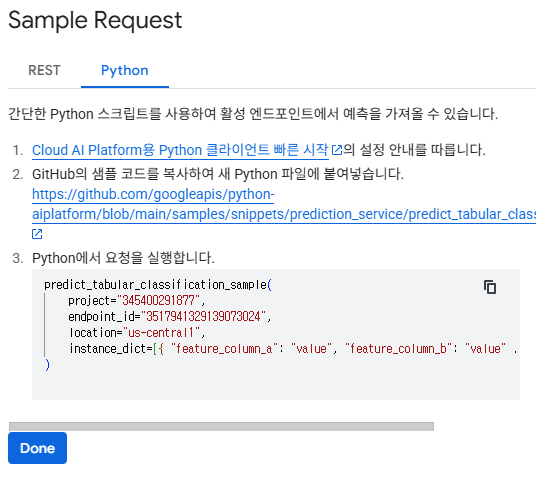 Sample Request
REST Python
간단한 Python 스크립트를 사용하여 활성 엔드포인트에서 예측을 가져올 수 있습니다.
1. Cloud AI Platform용 Python 클라이언트 빠른 시작의 설정 안내를 따릅니다.
2. GitHub의 샘플 코드를 복사하여 새 Python 파일에 붙여넣습니다.
https://github.com/googleapis/python-
aiplatform/blob/main/samples/snippets/prediction_service/predict_tabular_clas
3. Python에서 요청을 실행합니다.
predict_tabular_classification_sample(
project="345400291877",
endpoint_id="3517941329139073024",
location="us-central1",
instance_dict=[{ "feature_column_a": "value", "feature_column_b": "value" .
)
Done